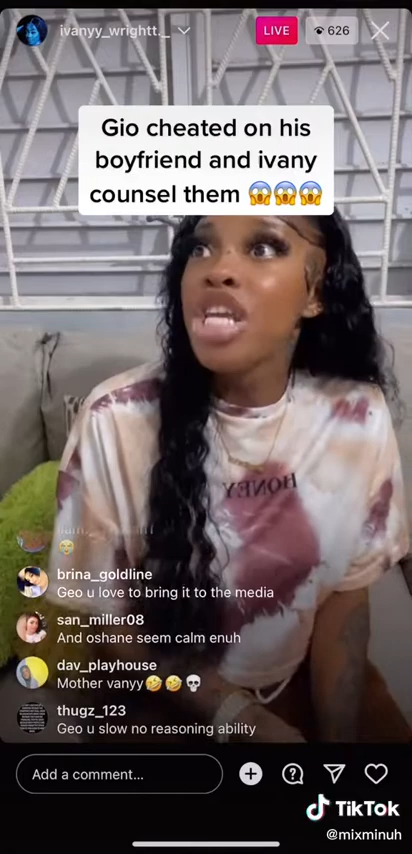 ivanyy_wrightt._
LIVE
626
Gio cheated on his
boyfriend and ivany
counsel them 😱😱😱
HONEY
brina_goldline
Geo u love to bring it to the media
san_miller08
And oshane seem calm enuh
dav_playhouse
Mother vanyy🤣🤣💀
thugz_123
Geo u slow no reasoning ability
Add a comment...
TikTok
@mixminuh